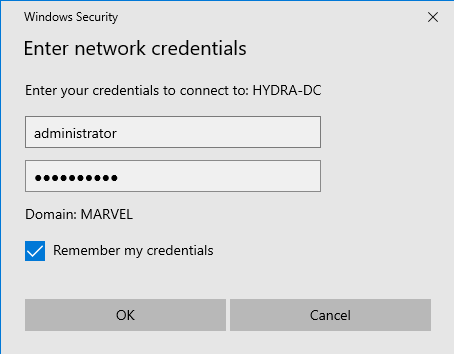 Windows Security
Enter network credentials
Enter your credentials to connect to: HYDRA-DC
administrator
●●●●●●●●●●
Domain: MARVEL
Remember my credentials
OK
Cancel